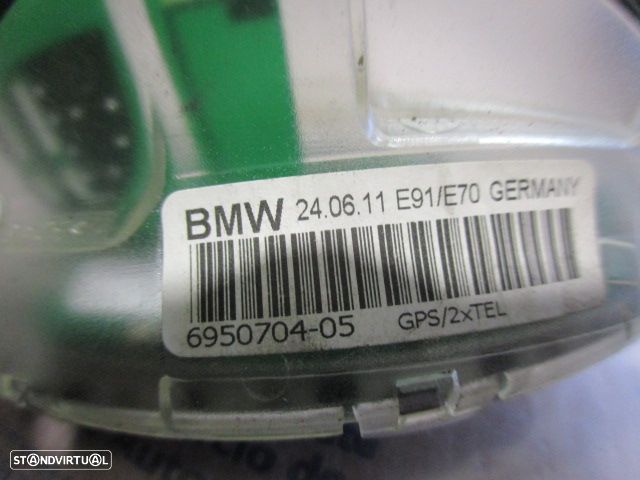 BMW 24.06.11 E91/E70 GERMANY
6950704-05 GPS/2xTEL
STANDVIRTUAL